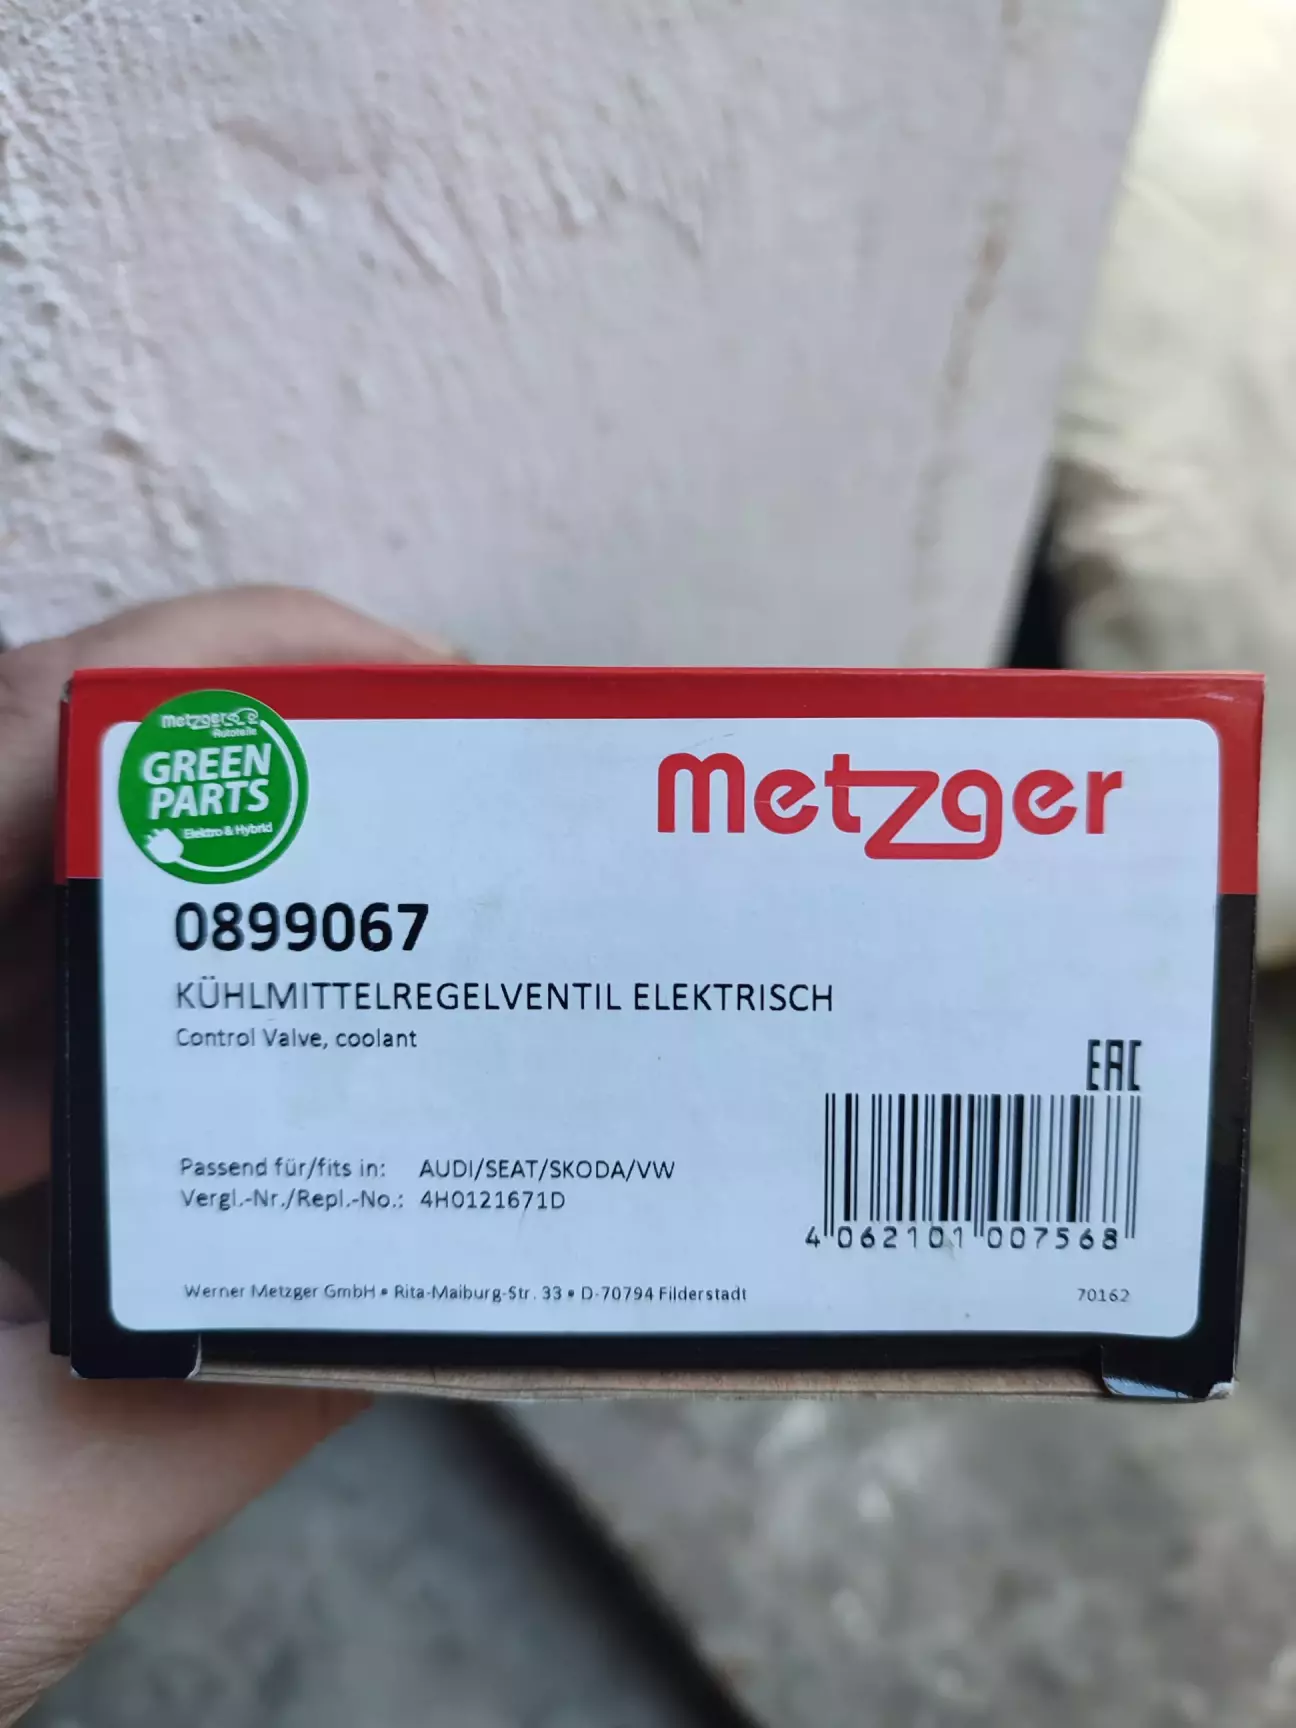 metzger
Autoteile
GREEN
PARTS
Elektro & Hybrid
metzger
0899067
KÜHLMITTELREGELVENTIL ELEKTRISCH
Control Valve, coolant
EAC
Passend für/fits in: AUDI/SEAT/SKODA/VW
Vergl.-Nr./Repl.-No.: 4H0121671D
4 062101 007568
Werner Metzger GmbH • Rita-Maiburg-Str. 33 • D-70794 Filderstadt
70162